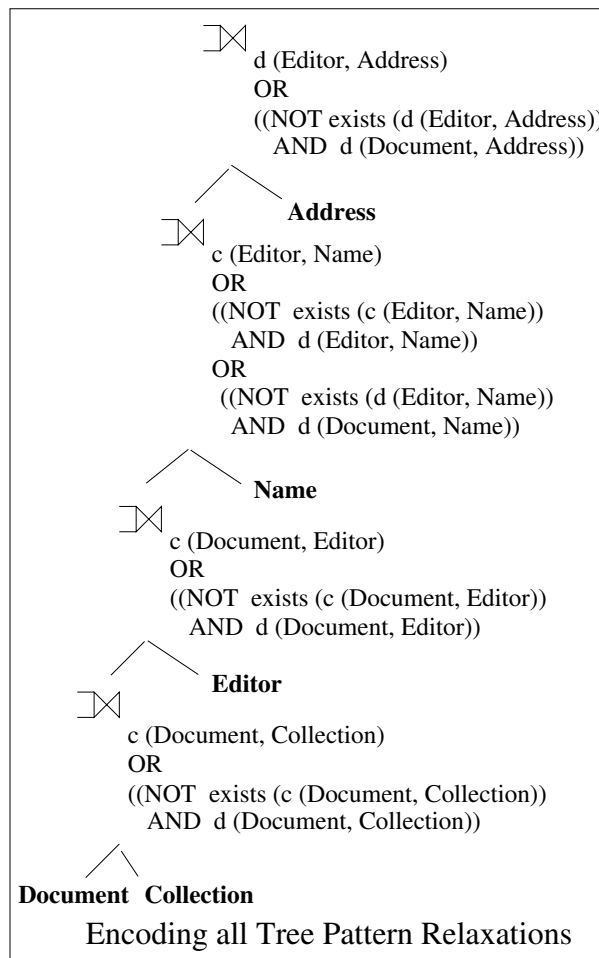 d (Editor, Address)
OR
((NOT exists (d (Editor, Address))
AND d (Document, Address))
Address
c (Editor, Name)
OR
((NOT exists (c (Editor, Name))
AND d (Editor, Name))
OR
((NOT exists (d (Editor, Name))
AND d (Document, Name))
Name
c (Document, Editor)
OR
((NOT exists (c (Document, Editor))
AND d (Document, Editor))
Editor
c (Document, Collection)
OR
((NOT exists (c (Document, Collection))
AND d (Document, Collection))
Document Collection
Encoding all Tree Pattern Relaxations